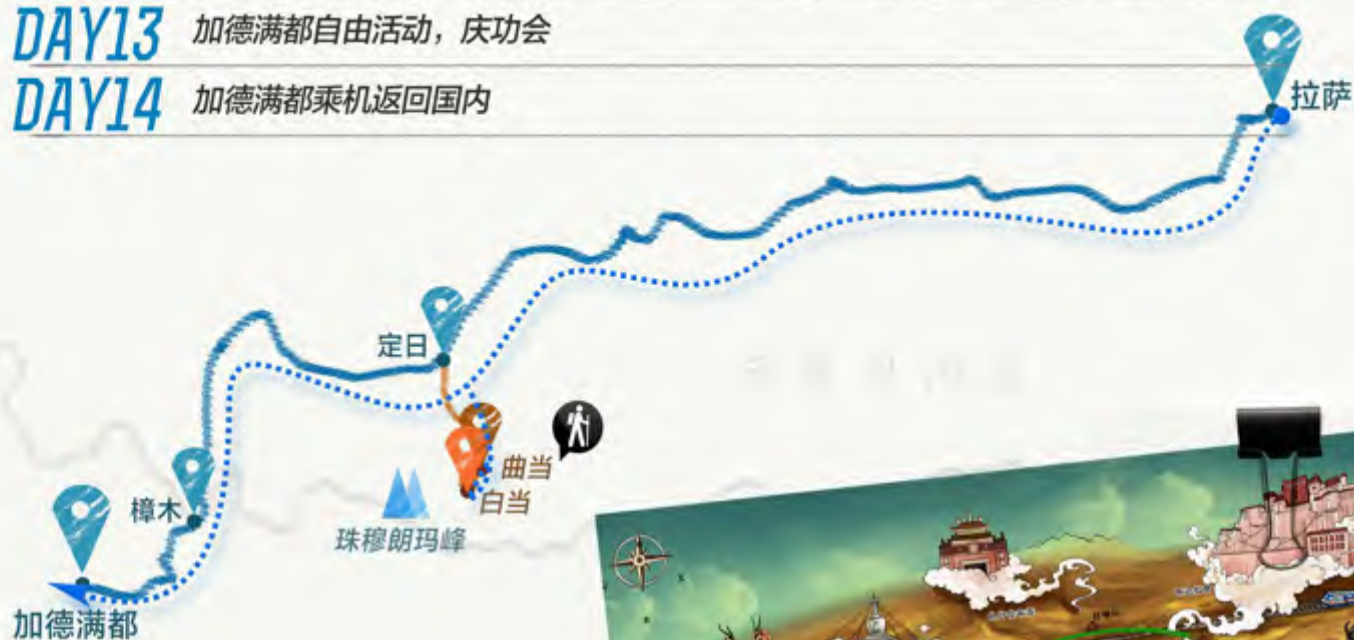 DAY13 加德满都自由活动，庆功会
DAY14 加德满都乘机返回国内
拉萨
定日
曲当
白当
樟木
珠穆朗玛峰
加德满都